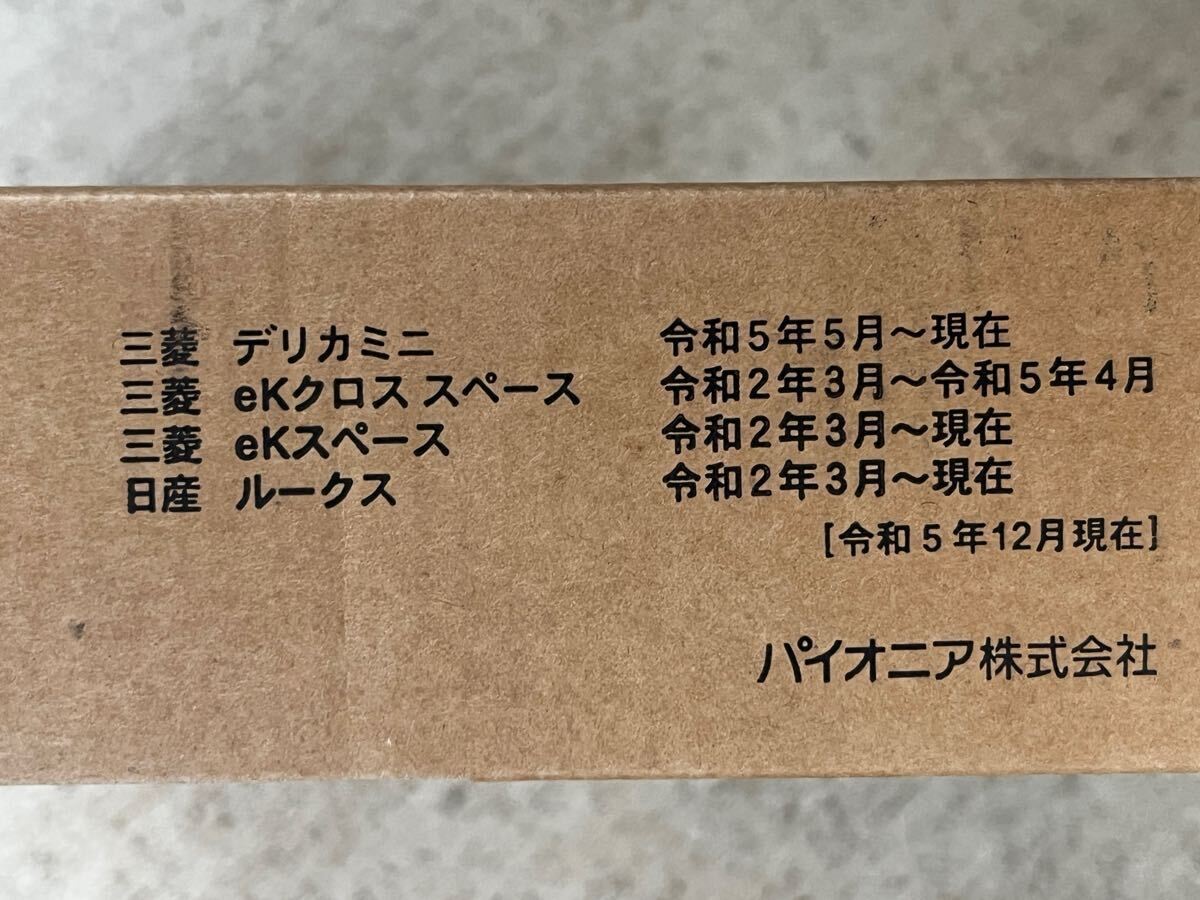 三菱 デリカミニ 令和5年5月～現在
三菱 eKクロス スペース 令和2年3月～令和5年4月
三菱 eKスペース 令和2年3月～現在
日産 ルークス 令和2年3月～現在
[令和5年12月現在]
パイオニア株式会社